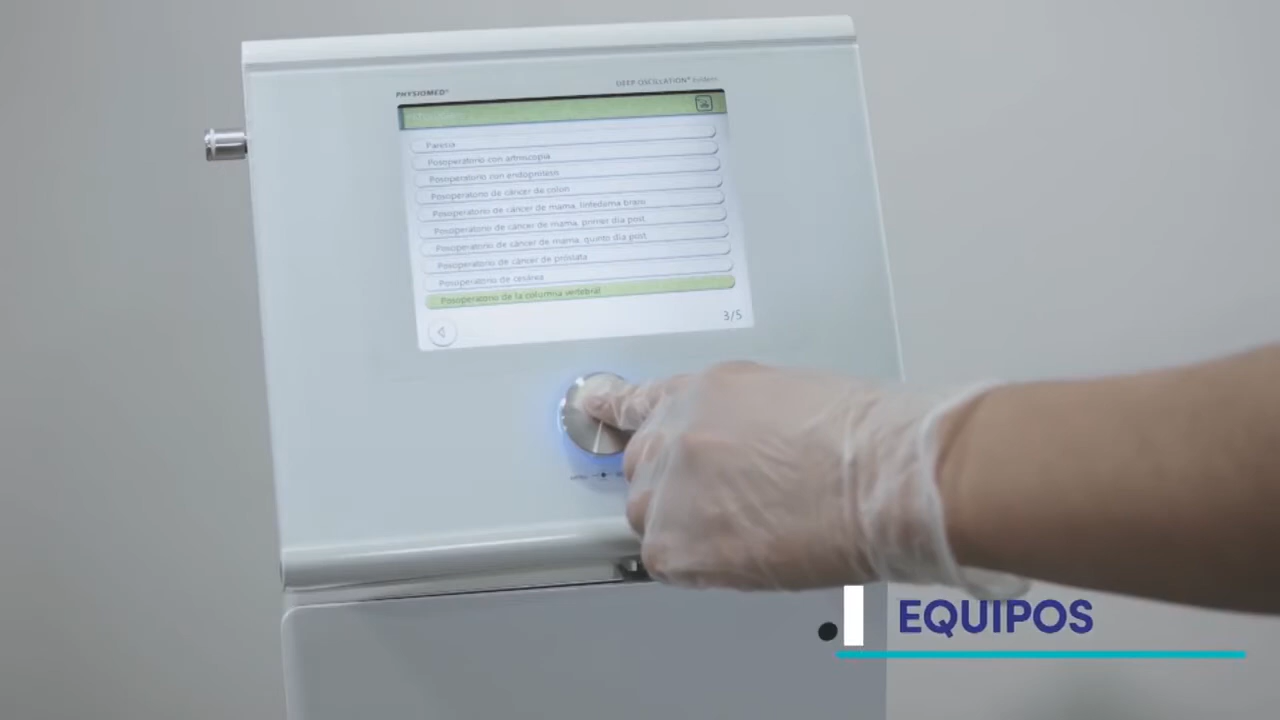 PHYSIOMED®
DEEP OSCILLATION® System
Paresia
Posoperatorio con artroscopia
Posoperatorio con endoprótesis
Posoperatorio de cáncer de colon
Posoperatorio de cáncer de mama, linfedema brazo
Posoperatorio de cáncer de mama, primer día post.
Posoperatorio de cáncer de mama, quinto día post.
Posoperatorio de cáncer de próstata
Posoperatorio de cesárea
Posoperatorio de la columna vertebral
3/5
EQUIPOS